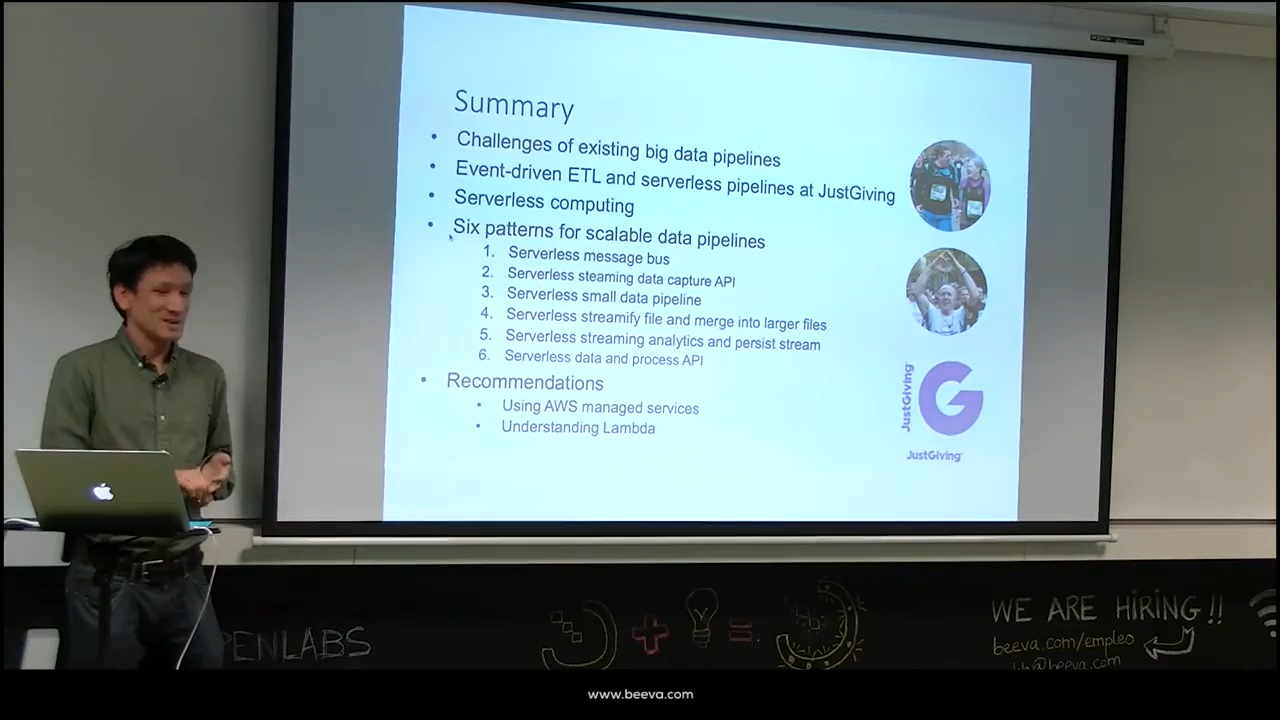 Summary
• Challenges of existing big data pipelines
• Event-driven ETL and serverless pipelines at JustGiving
• Serverless computing
• Six patterns for scalable data pipelines
1. Serverless message bus
2. Serverless steaming data capture API
3. Serverless small data pipeline
4. Serverless streamify file and merge into larger files
5. Serverless streaming analytics and persist stream
6. Serverless data and process API
• Recommendations
• Using AWS managed services
• Understanding Lambda
JustGiving
G
JustGiving
PENLABS
+
=
WE ARE HIRING !!
beeva.com/empleo
@beeva.com
www.beeva.com